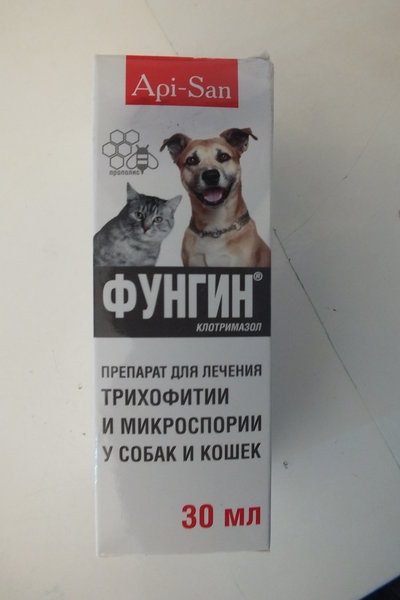 Api-San
прополис
ФУНГИН®
КЛОТРИМАЗОЛ
ПРЕПАРАТ ДЛЯ ЛЕЧЕНИЯ
ТРИХОФИТИИ
И МИКРОСПОРИИ
У СОБАК И КОШЕК
30 мл